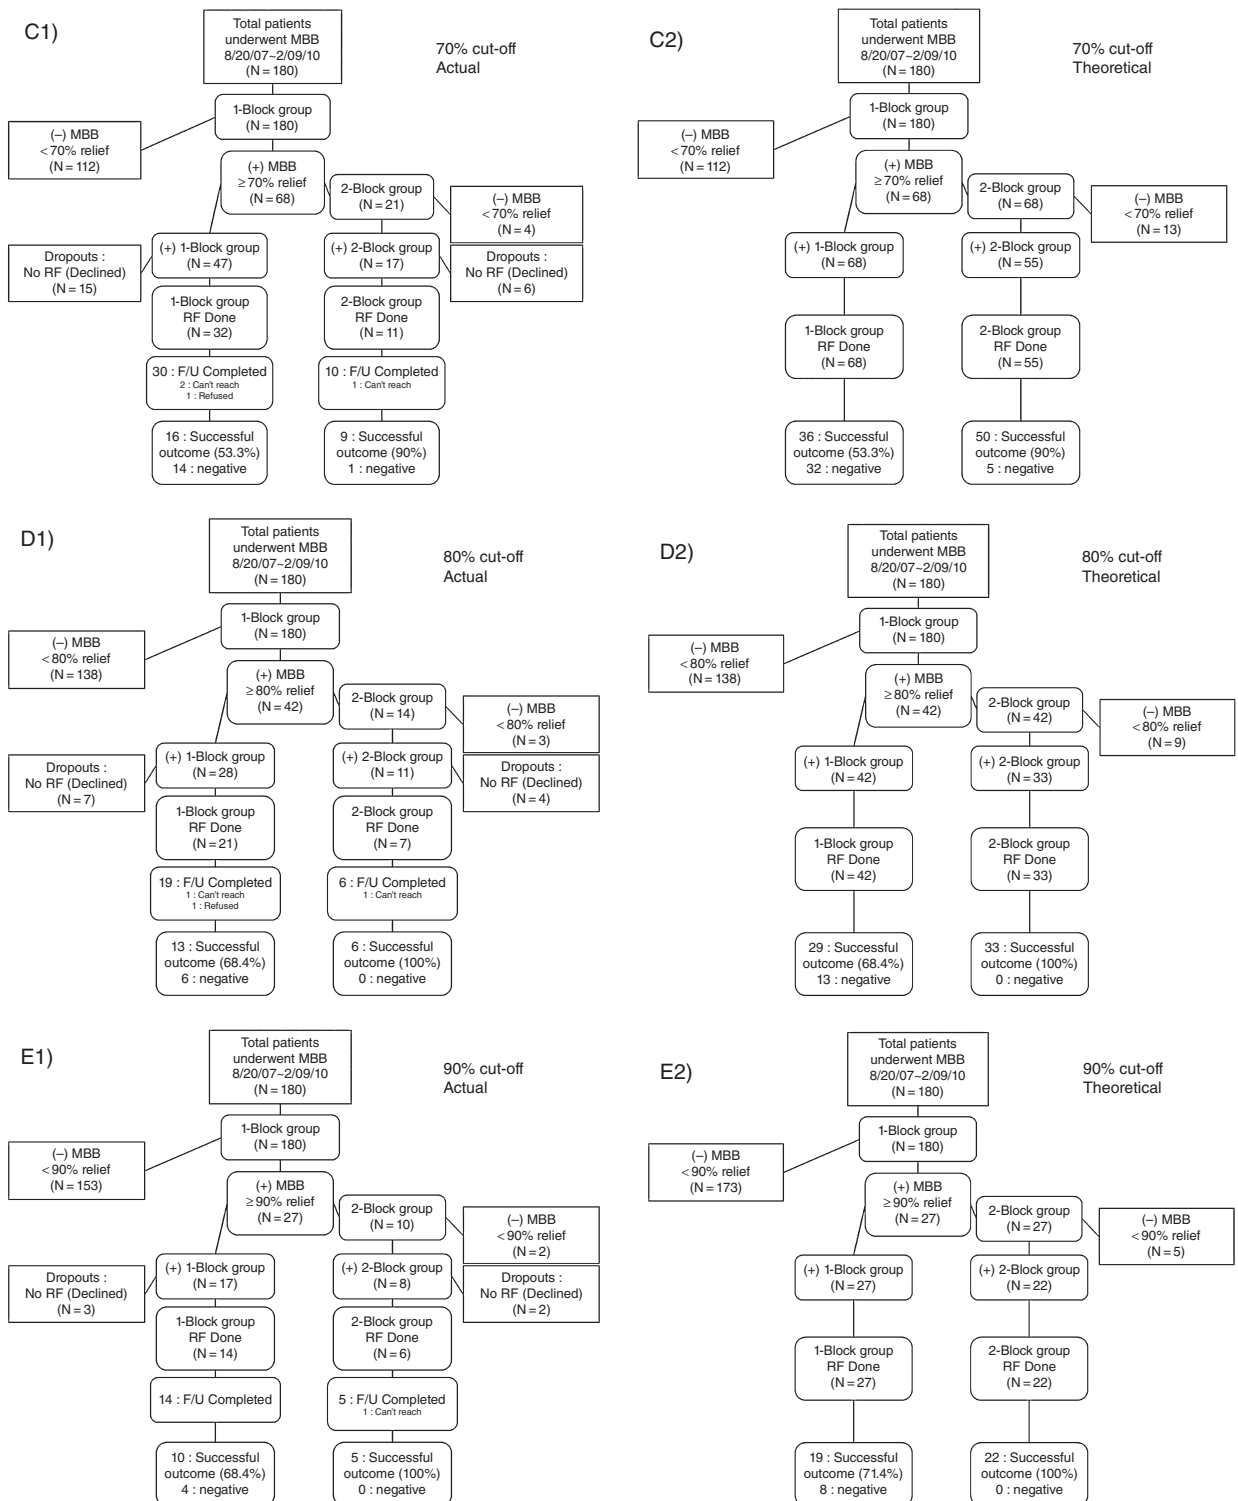 C1)
Total patients
underwent MBB
8/20/07~2/09/10
(N = 180)
70% cut-off
Actual
1-Block group
(N = 180)
(–) MBB
< 70% relief
(N = 112)
(+) MBB
≥ 70% relief
(N = 68)
2-Block group
(N = 21)
(–) MBB
< 70% relief
(N = 4)
(+) 1-Block group
(N = 47)
(+) 2-Block group
(N = 17)
Dropouts :
No RF (Declined)
(N = 15)
Dropouts :
No RF (Declined)
(N = 6)
1-Block group
RF Done
(N = 32)
2-Block group
RF Done
(N = 11)
30 : F/U Completed
2 : Can't reach
1 : Refused
10 : F/U Completed
1 : Can't reach
16 : Successful
outcome (53.3%)
14 : negative
9 : Successful
outcome (90%)
1 : negative
C2)
Total patients
underwent MBB
8/20/07~2/09/10
(N = 180)
70% cut-off
Theoretical
1-Block group
(N = 180)
(–) MBB
< 70% relief
(N = 112)
(+) MBB
≥ 70% relief
(N = 68)
2-Block group
(N = 68)
(–) MBB
< 70% relief
(N = 13)
(+) 1-Block group
(N = 68)
(+) 2-Block group
(N = 55)
1-Block group
RF Done
(N = 68)
2-Block group
RF Done
(N = 55)
36 : Successful
outcome (53.3%)
32 : negative
50 : Successful
outcome (90%)
5 : negative
D1)
Total patients
underwent MBB
8/20/07~2/09/10
(N = 180)
80% cut-off
Actual
1-Block group
(N = 180)
(–) MBB
< 80% relief
(N = 138)
(+) MBB
≥ 80% relief
(N = 42)
2-Block group
(N = 14)
(–) MBB
< 80% relief
(N = 3)
(+) 1-Block group
(N = 28)
(+) 2-Block group
(N = 11)
Dropouts :
No RF (Declined)
(N = 7)
Dropouts :
No RF (Declined)
(N = 4)
1-Block group
RF Done
(N = 21)
2-Block group
RF Done
(N = 7)
19 : F/U Completed
1 : Can't reach
1 : Refused
6 : F/U Completed
1 : Can't reach
13 : Successful
outcome (68.4%)
6 : negative
6 : Successful
outcome (100%)
0 : negative
D2)
Total patients
underwent MBB
8/20/07~2/09/10
(N = 180)
80% cut-off
Theoretical
1-Block group
(N = 180)
(–) MBB
< 80% relief
(N = 138)
(+) MBB
≥ 80% relief
(N = 42)
2-Block group
(N = 42)
(–) MBB
< 80% relief
(N = 9)
(+) 1-Block group
(N = 42)
(+) 2-Block group
(N = 33)
1-Block group
RF Done
(N = 42)
2-Block group
RF Done
(N = 33)
29 : Successful
outcome (68.4%)
13 : negative
33 : Successful
outcome (100%)
0 : negative
E1)
Total patients
underwent MBB
8/20/07~2/09/10
(N = 180)
90% cut-off
Actual
1-Block group
(N = 180)
(–) MBB
< 90% relief
(N = 153)
(+) MBB
≥ 90% relief
(N = 27)
2-Block group
(N = 10)
(–) MBB
< 90% relief
(N = 2)
(+) 1-Block group
(N = 17)
(+) 2-Block group
(N = 8)
Dropouts :
No RF (Declined)
(N = 3)
Dropouts :
No RF (Declined)
(N = 2)
1-Block group
RF Done
(N = 14)
2-Block group
RF Done
(N = 6)
14 : F/U Completed
5 : F/U Completed
1 : Can't reach
10 : Successful
outcome (68.4%)
4 : negative
5 : Successful
outcome (100%)
0 : negative
E2)
Total patients
underwent MBB
8/20/07~2/09/10
(N = 180)
90% cut-off
Theoretical
1-Block group
(N = 180)
(–) MBB
< 90% relief
(N = 173)
(+) MBB
≥ 90% relief
(N = 27)
2-Block group
(N = 27)
(–) MBB
< 90% relief
(N = 5)
(+) 1-Block group
(N = 27)
(+) 2-Block group
(N = 22)
1-Block group
RF Done
(N = 27)
2-Block group
RF Done
(N = 22)
19 : Successful
outcome (71.4%)
8 : negative
22 : Successful
outcome (100%)
0 : negative